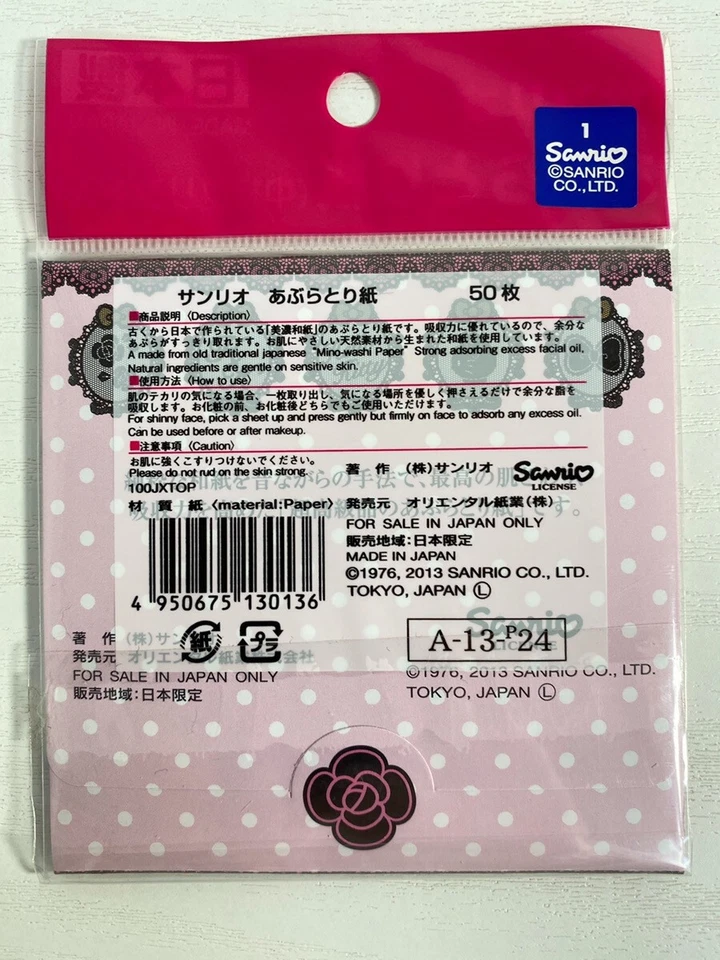 1
Sanrio
©SANRIO
CO., LTD.
サンリオ あぶらとり紙 50枚
■商品説明〈Description〉
古くから日本で作られている「美濃和紙」のあぶらとり紙です。吸収力に優れているので、余分な
あぶらがすっきり取れます。お肌にやさしい天然素材から生まれた和紙を使用しています。
A made from old traditional japanese "Mino-washi Paper" Strong adsorbing excess facial oil.
Natural ingredients are gentle on sensitive skin.
■使用方法〈How to use〉
肌のテカリの気になる場合、一枚取り出し、気になる場所を優しく押さえるだけで余分な脂を
吸収します。お化粧の前、お化粧後どちらでもご使用いただけます。
For shinny face, pick a sheet up and press gently but firmly on face to adsorb any excess oil.
Can be used before or after makeup.
■注意事項〈Caution〉
お肌に強くこすりつけないでください。
Please do not rud on the skin strong.
100JXTOP
材 質 紙〈material:Paper〉
著 作 (株)サンリオ
Sanrio
LICENSE
発売元 オリエンタル紙業(株)
FOR SALE IN JAPAN ONLY
販売地域:日本限定
MADE IN JAPAN
©1976, 2013 SANRIO CO., LTD.
TOKYO, JAPAN Ⓛ
4 950675 130136
紙
プラ
A-13-P24
著 作 (株)サン
発売元 オリエンタル紙業株式会社
FOR SALE IN JAPAN ONLY
販売地域:日本限定
Sanrio
LICENSE
©1976, 2013 SANRIO CO., LTD.
TOKYO, JAPAN Ⓛ